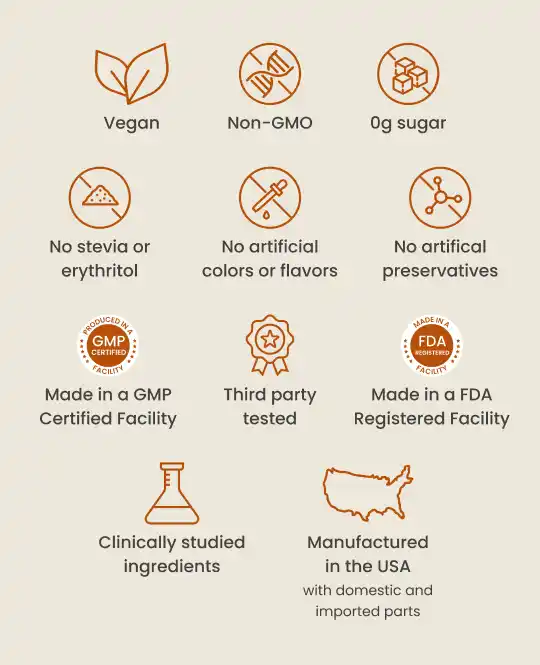 Vegan
Non-GMO
0g sugar
No stevia or
erythritol
No artificial
colors or flavors
No artifical
preservatives
PRODUCED IN A
GMP
CERTIFIED
FACILITY
Made in a GMP
Certified Facility
Third party
tested
MADE IN A
FDA
REGISTERED
FACILITY
Made in a FDA
Registered Facility
Clinically studied
ingredients
Manufactured
in the USA
with domestic and
imported parts